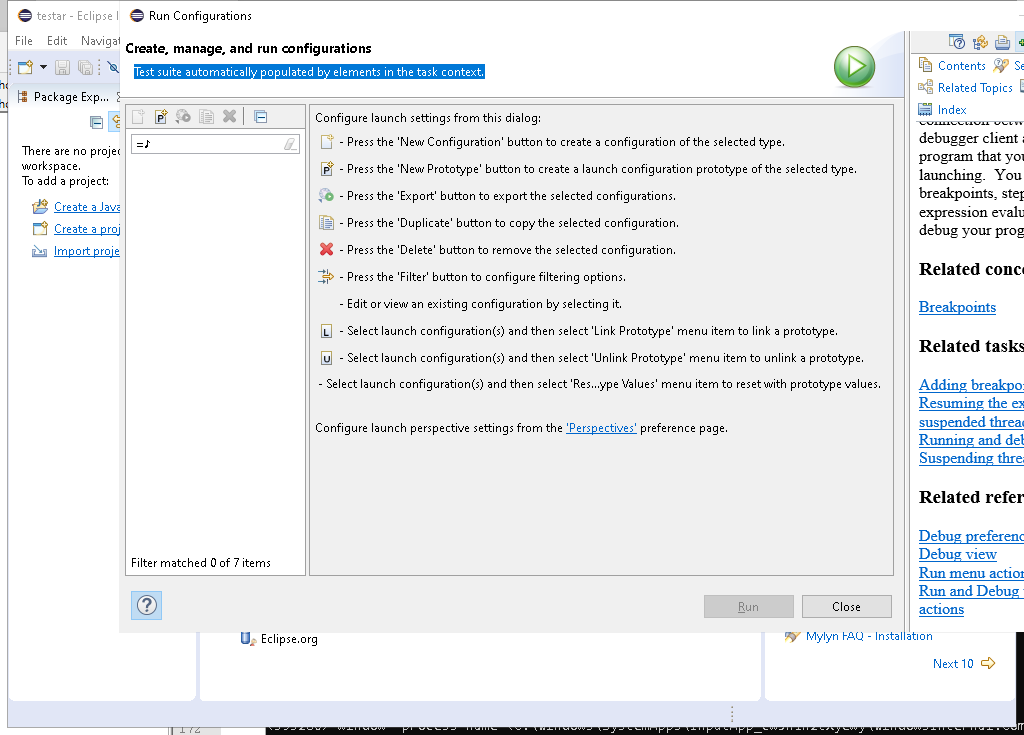 testar - Eclipse I
Run Configurations
File Edit Navigat
Create, manage, and run configurations
Test suite automatically populated by elements in the task context.
Package Exp...
There are no projec
workspace.
To add a project:
Create a Java
Create a proj
Import proje
=♪
Filter matched 0 of 7 items
Configure launch settings from this dialog:
- Press the 'New Configuration' button to create a configuration of the selected type.
- Press the 'New Prototype' button to create a launch configuration prototype of the selected type.
- Press the 'Export' button to export the selected configurations.
- Press the 'Duplicate' button to copy the selected configuration.
- Press the 'Delete' button to remove the selected configuration.
- Press the 'Filter' button to configure filtering options.
- Edit or view an existing configuration by selecting it.
L - Select launch configuration(s) and then select 'Link Prototype' menu item to link a prototype.
U - Select launch configuration(s) and then select 'Unlink Prototype' menu item to unlink a prototype.
- Select launch configuration(s) and then select 'Res...ype Values' menu item to reset with prototype values.
Configure launch perspective settings from the 'Perspectives' preference page.
Run
Close
Contents Se
Related Topics
Index
debugger client a
program that you
launching. You
breakpoints, step
expression evalu
debug your prog
Related conce
Breakpoints
Related tasks
Adding breakpoi
Resuming the ex
suspended thread
Running and deb
Suspending threa
Related refer
Debug preferenc
Debug view
Run menu action
Run and Debug
actions
Eclipse.org
Mylyn FAQ - Installation
Next 10
172